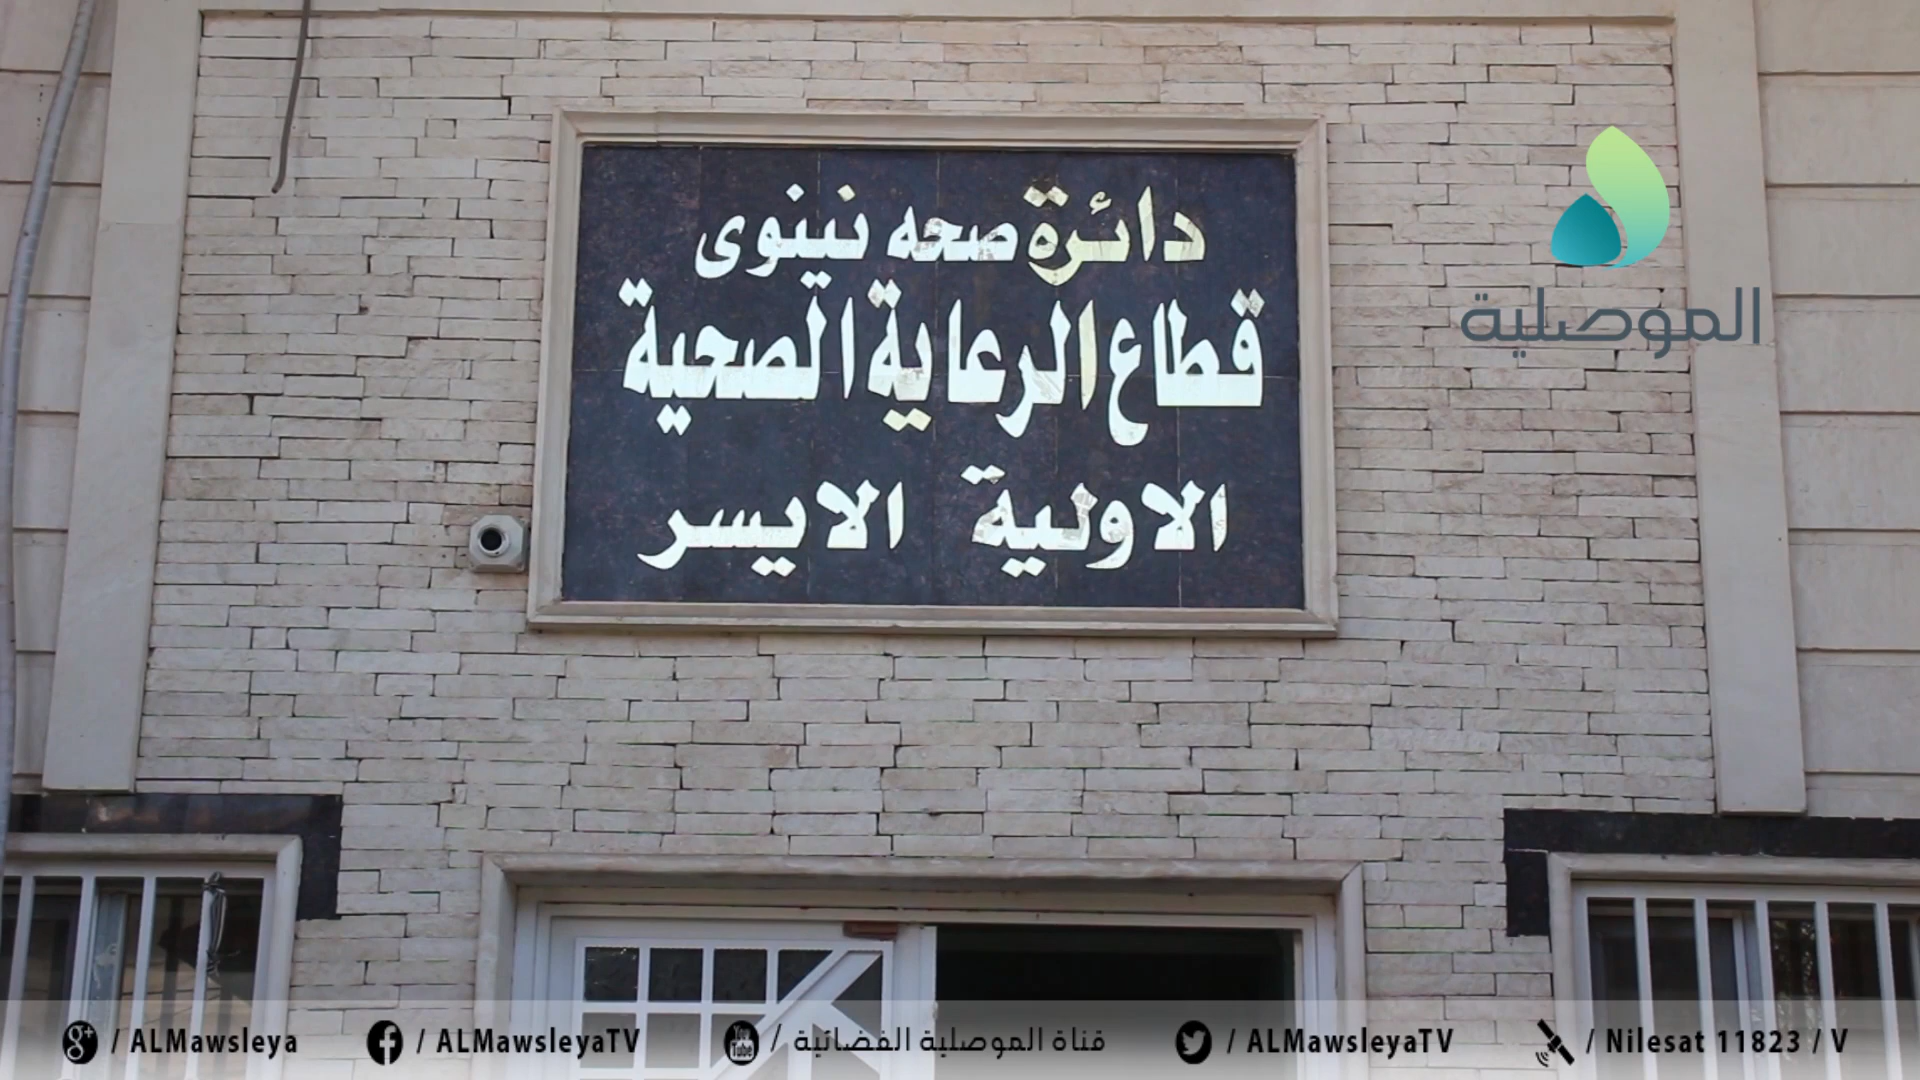 دائرة صحه نينوى
قطاع الرعاية الصحية
الاولية الايسر
الموصلية
/ ALMawsleya
/ ALMawsleyaTV
/ قناة الموصلية الفضائية
/ ALMawsleyaTV
/ Nilesat 11823 / V